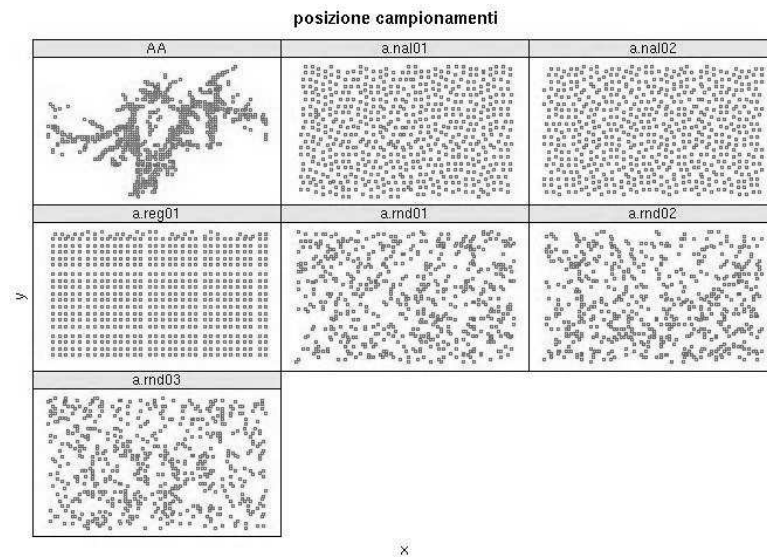 posizione campionamenti
AA
a.nal01
a.nal02
a.reg01
a.rnd01
a.rnd02
a.rnd03
y
x